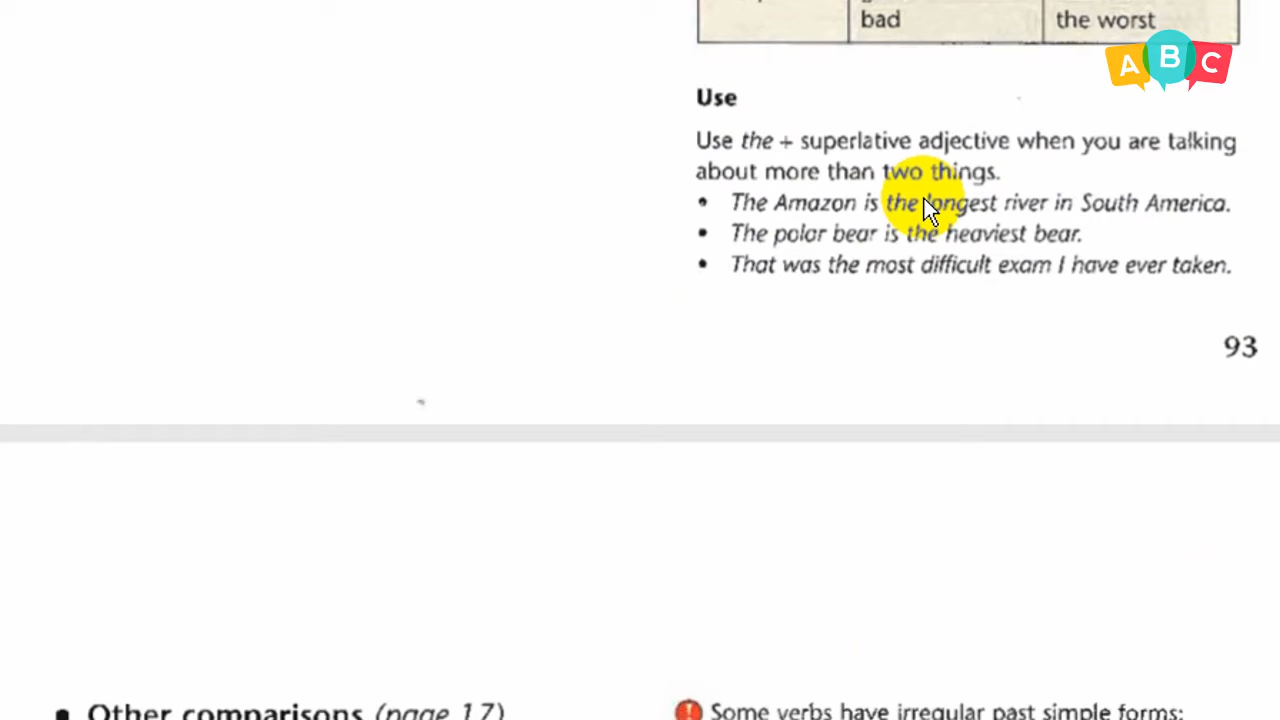 bad the worst
A B C
Use
Use the + superlative adjective when you are talking
about more than two things.
• The Amazon is the longest river in South America.
• The polar bear is the heaviest bear.
• That was the most difficult exam I have ever taken.
93
• Other comparisons (page 17)
! Some verbs have irregular past simple forms: